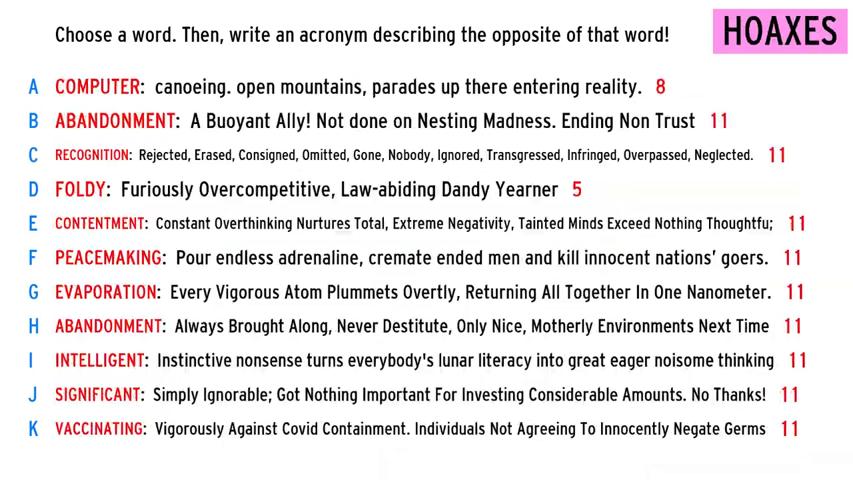 Choose a word. Then, write an acronym describing the opposite of that word!
HOAXES
A COMPUTER: canoeing. open mountains, parades up there entering reality. 8
B ABANDONMENT: A Buoyant Ally! Not done on Nesting Madness. Ending Non Trust 11
C RECOGNITION: Rejected, Erased, Consigned, Omitted, Gone, Nobody, Ignored, Transgressed, Infringed, Overpassed, Neglected. 11
D FOLDY: Furiously Overcompetitive, Law-abiding Dandy Yearner 5
E CONTENTMENT: Constant Overthinking Nurtures Total, Extreme Negativity, Tainted Minds Exceed Nothing Thoughtfu; 11
F PEACEMAKING: Pour endless adrenaline, cremate ended men and kill innocent nations' goers. 11
G EVAPORATION: Every Vigorous Atom Plummets Overtly, Returning All Together In One Nanometer. 11
H ABANDONMENT: Always Brought Along, Never Destitute, Only Nice, Motherly Environments Next Time 11
I INTELLIGENT: Instinctive nonsense turns everybody's lunar literacy into great eager noisome thinking 11
J SIGNIFICANT: Simply Ignorable; Got Nothing Important For Investing Considerable Amounts. No Thanks! 11
K VACCINATING: Vigorously Against Covid Containment. Individuals Not Agreeing To Innocently Negate Germs 11